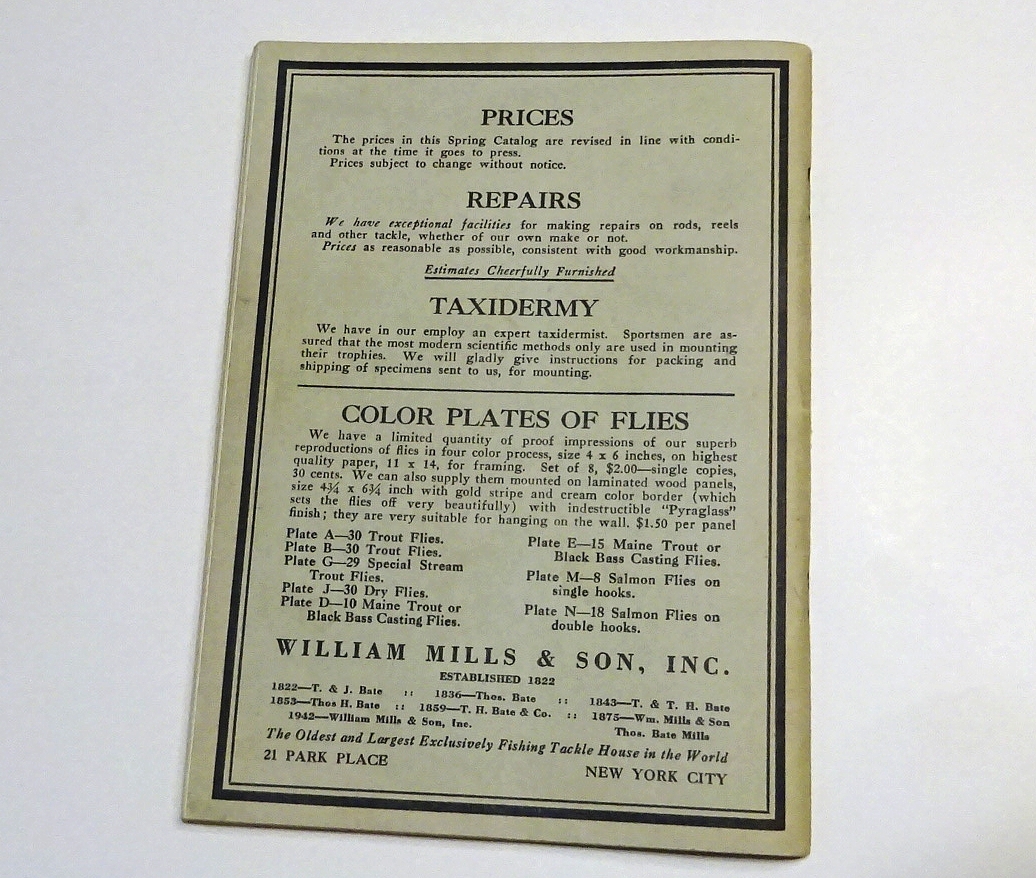 PRICES
The prices in this Spring Catalog are revised in line with condi-
tions at the time it goes to press.
Prices subject to change without notice.
REPAIRS
We have exceptional facilities for making repairs on rods, reels
and other tackle, whether of our own make or not.
Prices as reasonable as possible, consistent with good workmanship.
Estimates Cheerfully Furnished
TAXIDERMY
We have in our employ an expert taxidermist. Sportsmen are as-
sured that the most modern scientific methods only are used in mounting
their trophies. We will gladly give instructions for packing and
shipping of specimens sent to us, for mounting.
COLOR PLATES OF FLIES
We have a limited quantity of proof impressions of our superb
reproductions of flies in four color process, size 4 x 6 inches, on highest
quality paper, 11 x 14, for framing. Set of 8, $2.00—single copies,
30 cents. We can also supply them mounted on laminated wood panels,
size 4¾ x 6¾ inch with gold stripe and cream color border (which
sets the flies off very beautifully) with indestructible "Pyraglass"
finish; they are very suitable for hanging on the wall. $1.50 per panel
Plate A—30 Trout Flies.
Plate B—30 Trout Flies.
Plate G—29 Special Stream
Trout Flies.
Plate J—30 Dry Flies.
Plate D—10 Maine Trout or
Black Bass Casting Flies.
Plate E—15 Maine Trout or
Black Bass Casting Flies.
Plate M—8 Salmon Flies on
single hooks.
Plate N—18 Salmon Flies on
double hooks.
WILLIAM MILLS & SON, INC.
ESTABLISHED 1822
1822—T. & J. Bate :: 1836—Thos. Bate :: 1843—T. & T. H. Bate
1853—Thos H. Bate :: 1859—T. H. Bate & Co. :: 1875—Wm. Mills & Son
1942—William Mills & Son, Inc. Thos. Bate Mills
The Oldest and Largest Exclusively Fishing Tackle House in the World
21 PARK PLACE NEW YORK CITY